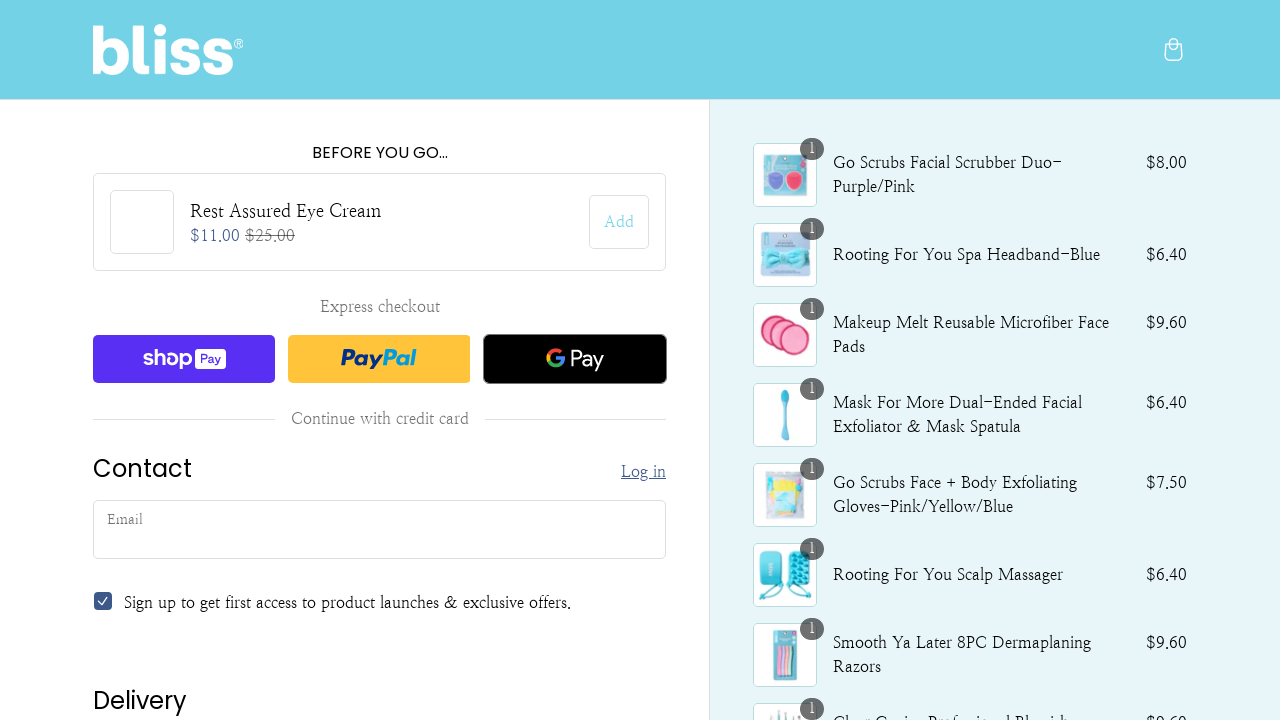 bliss®
BEFORE YOU GO...
Rest Assured Eye Cream
$11.00 $25.00
Add
Express checkout
shop Pay
PayPal
G Pay
Continue with credit card
Contact
Log in
Email
Sign up to get first access to product launches & exclusive offers.
Delivery
1
Go Scrubs Facial Scrubber Duo-
Purple/Pink
$8.00
1
Rooting For You Spa Headband-Blue
$6.40
1
Makeup Melt Reusable Microfiber Face
Pads
$9.60
1
Mask For More Dual-Ended Facial
Exfoliator & Mask Spatula
$6.40
1
Go Scrubs Face + Body Exfoliating
Gloves-Pink/Yellow/Blue
$7.50
1
Rooting For You Scalp Massager
$6.40
1
Smooth Ya Later 8PC Dermaplaning
Razors
$9.60
1